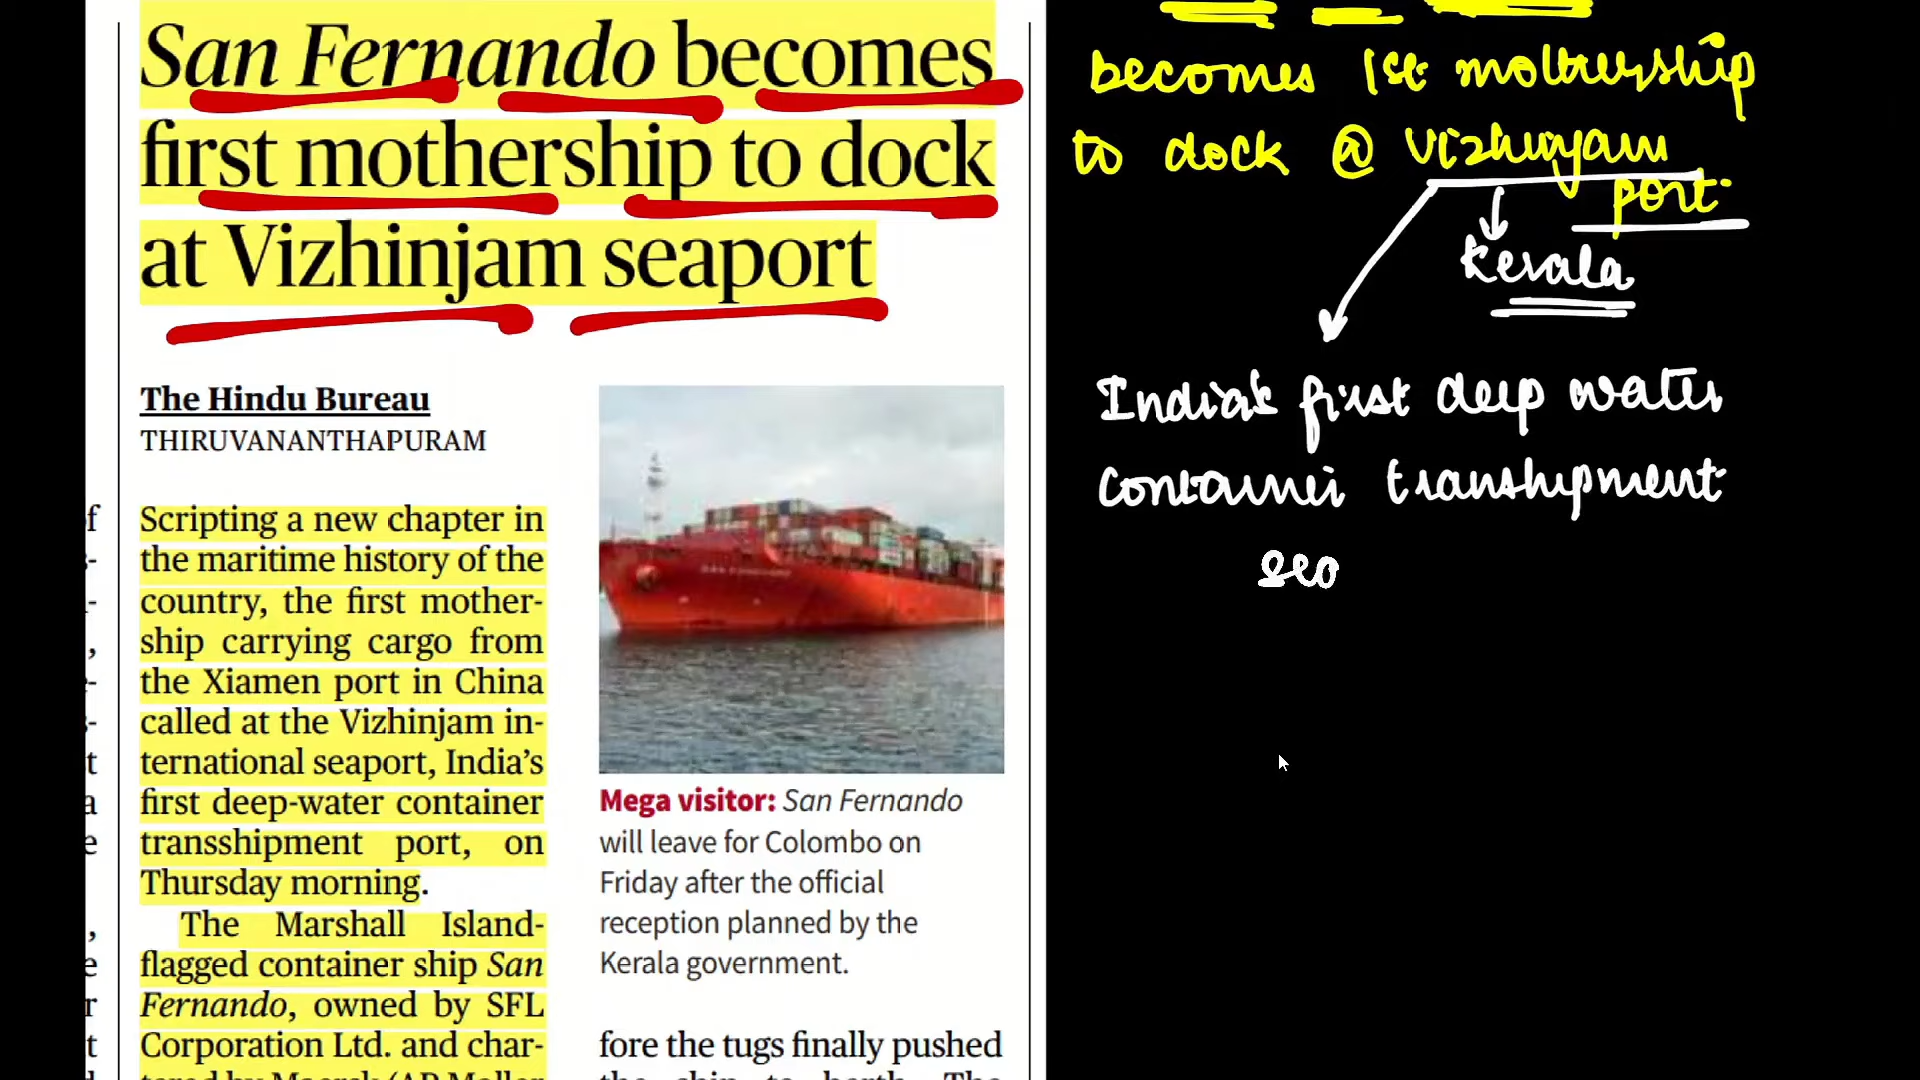 San Fernando becomes
first mothership to dock
at Vizhinjam seaport
The Hindu Bureau
THIRUVANANTHAPURAM
Scripting a new chapter in
the maritime history of the
country, the first mother-
ship carrying cargo from
the Xiamen port in China
called at the Vizhinjam in-
ternational seaport, India’s
first deep-water container
transshipment port, on
Thursday morning.
The Marshall Island-
flagged container ship San
Fernando, owned by SFL
Corporation Ltd. and char-
Mega visitor: San Fernando
will leave for Colombo on
Friday after the official
reception planned by the
Kerala government.
fore the tugs finally pushed
becomes 1st mothership
to dock @ Vizhinjam
port.
Kerala
India's first deep water
container transhipment
seo